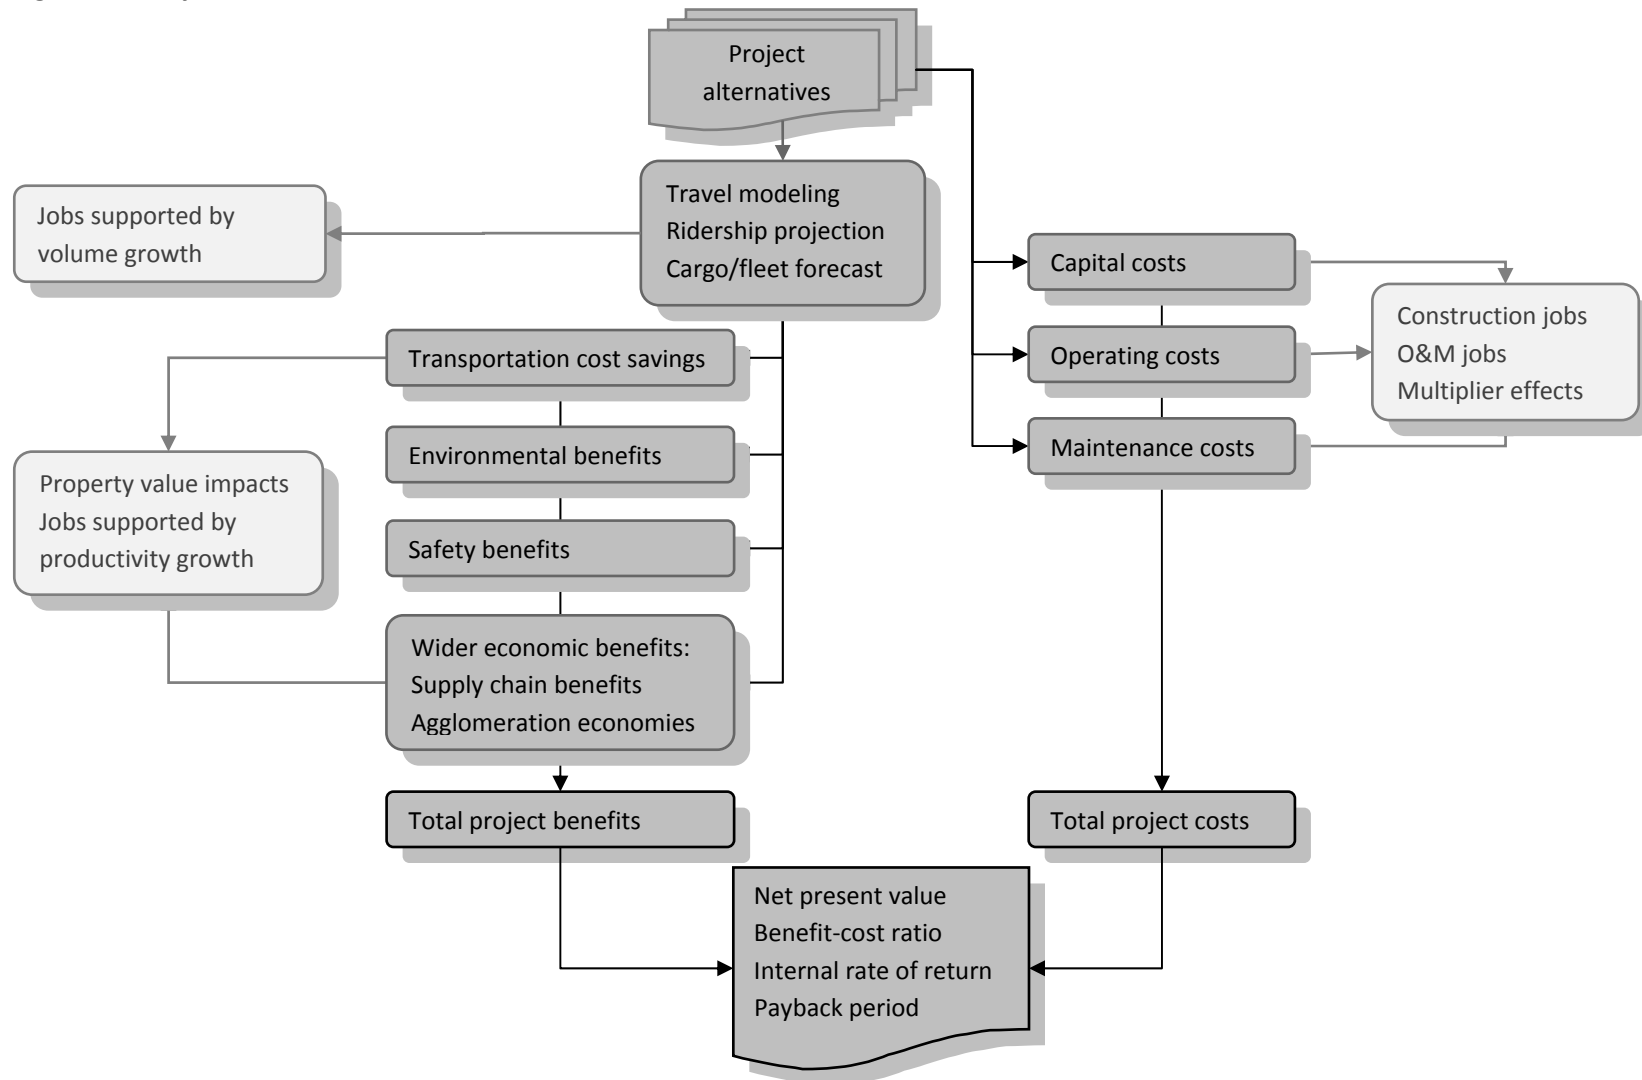 Project
alternatives
Travel modeling
Ridership projection
Cargo/fleet forecast
Jobs supported by
volume growth
Capital costs
Construction jobs
O&M jobs
Multiplier effects
Transportation cost savings
Operating costs
Environmental benefits
Maintenance costs
Property value impacts
Jobs supported by
productivity growth
Safety benefits
Wider economic benefits:
Supply chain benefits
Agglomeration economies
Total project benefits
Total project costs
Net present value
Benefit-cost ratio
Internal rate of return
Payback period